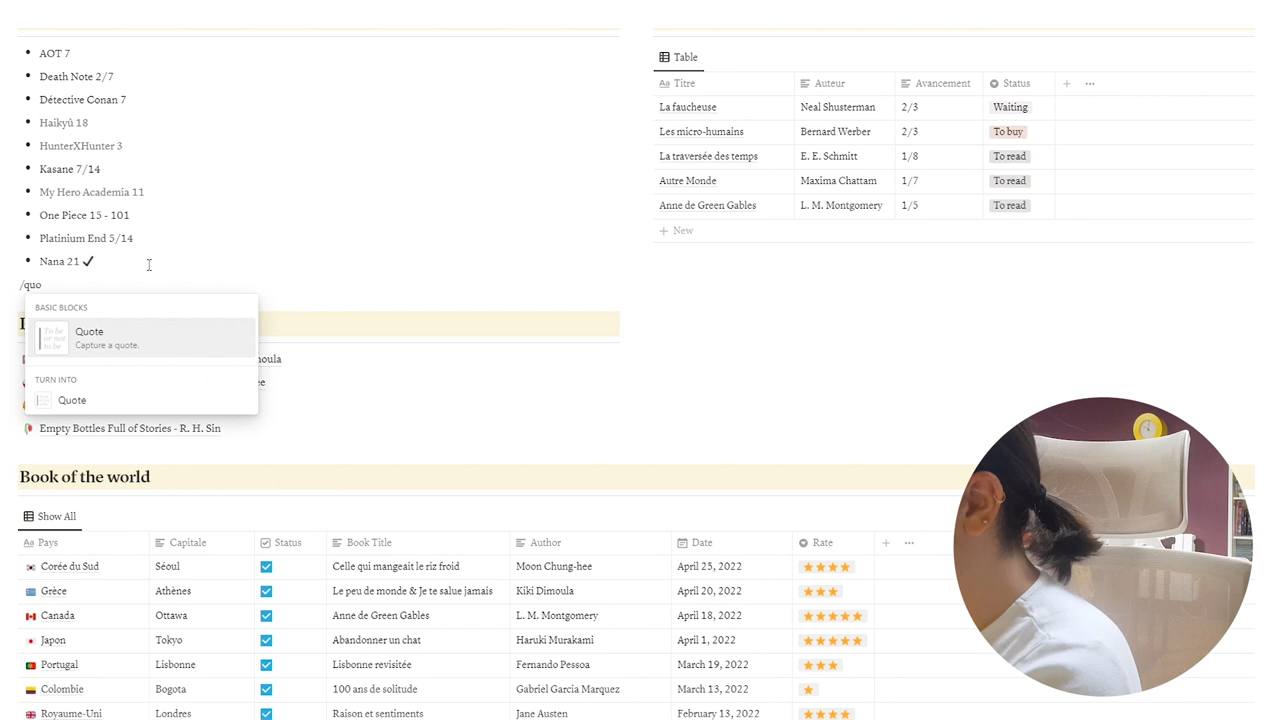 AOT 7
Death Note 2/7
Détective Conan 7
Haikyû 18
HunterXHunter 3
Kasane 7/14
My Hero Academia 11
One Piece 15 - 101
Platinium End 5/14
Nana 21 ✔
/quo
BASIC BLOCKS
To be
or not
to be
Quote
Capture a quote.
TURN INTO
Quote
Empty Bottles Full of Stories - R. H. Sin
Table
Aa Titre Auteur Avancement Status + ···
La faucheuse Neal Shusterman 2/3 Waiting
Les micro-humains Bernard Werber 2/3 To buy
La traversée des temps E. E. Schmitt 1/8 To read
Autre Monde Maxima Chattam 1/7 To read
Anne de Green Gables L. M. Montgomery 1/5 To read
+ New
Book of the world
Show All
Aa Pays Capitale Status Book Title Author Date Rate + ···
Corée du Sud Séoul Celle qui mangeait le riz froid Moon Chung-hee April 25, 2022
Grèce Athènes Le peu de monde & Je te salue jamais Kiki Dimoula April 20, 2022
Canada Ottawa Anne de Green Gables L. M. Montgomery April 18, 2022
Japon Tokyo Abandonner un chat Haruki Murakami April 1, 2022
Portugal Lisbonne Lisbonne revisitée Fernando Pessoa March 19, 2022
Colombie Bogota 100 ans de solitude Gabriel Garcia Marquez March 13, 2022
Royaume-Uni Londres Raison et sentiments Jane Austen February 13, 2022